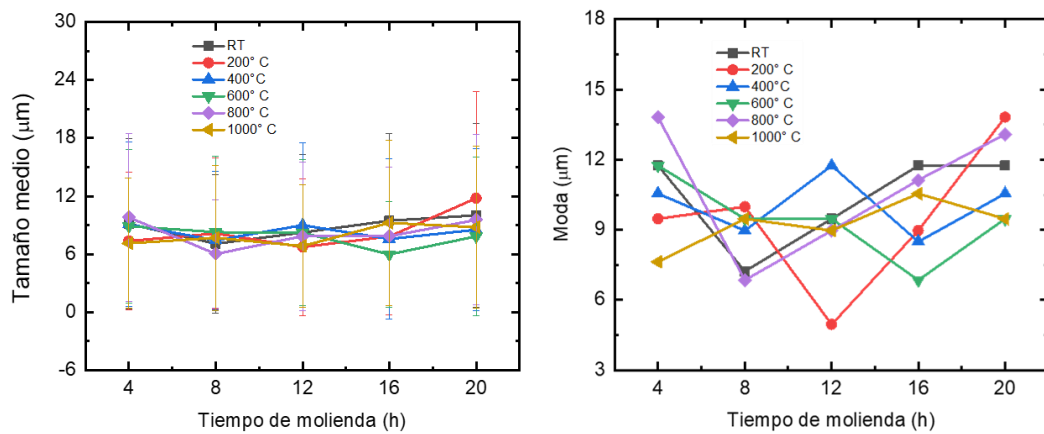 Tamaño medio (μm)
30
24
18
12
6
0
-6
RT
200° C
400°C
600° C
800° C
1000° C
4 8 12 16 20
Tiempo de molienda (h)
Moda (μm)
18
15
12
9
6
3
RT
200° C
400°C
600° C
800° C
1000° C
4 8 12 16 20
Tiempo de molienda (h)